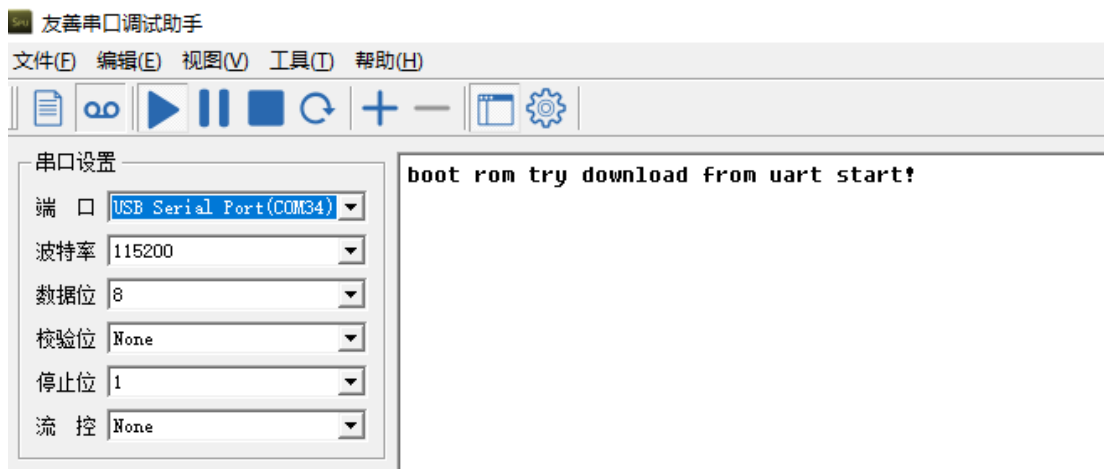 友善串口调试助手
文件(F) 编辑(E) 视图(V) 工具(T) 帮助(H)
串口设置
端 口 USB Serial Port(COM34)
波特率 115200
数据位 8
校验位 None
停止位 1
流 控 None
boot rom try download from uart start!